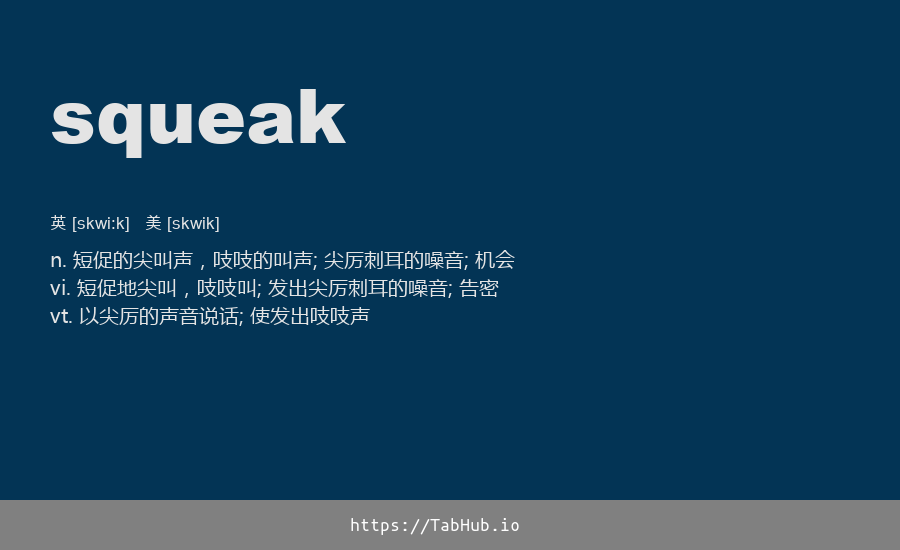 squeak
英 [skwi:k] 美 [skwik]
n. 短促的尖叫声，吱吱的叫声; 尖厉刺耳的噪音; 机会
vi. 短促地尖叫，吱吱叫; 发出尖厉刺耳的噪音; 告密
vt. 以尖厉的声音说话; 使发出吱吱声
https://TabHub.io